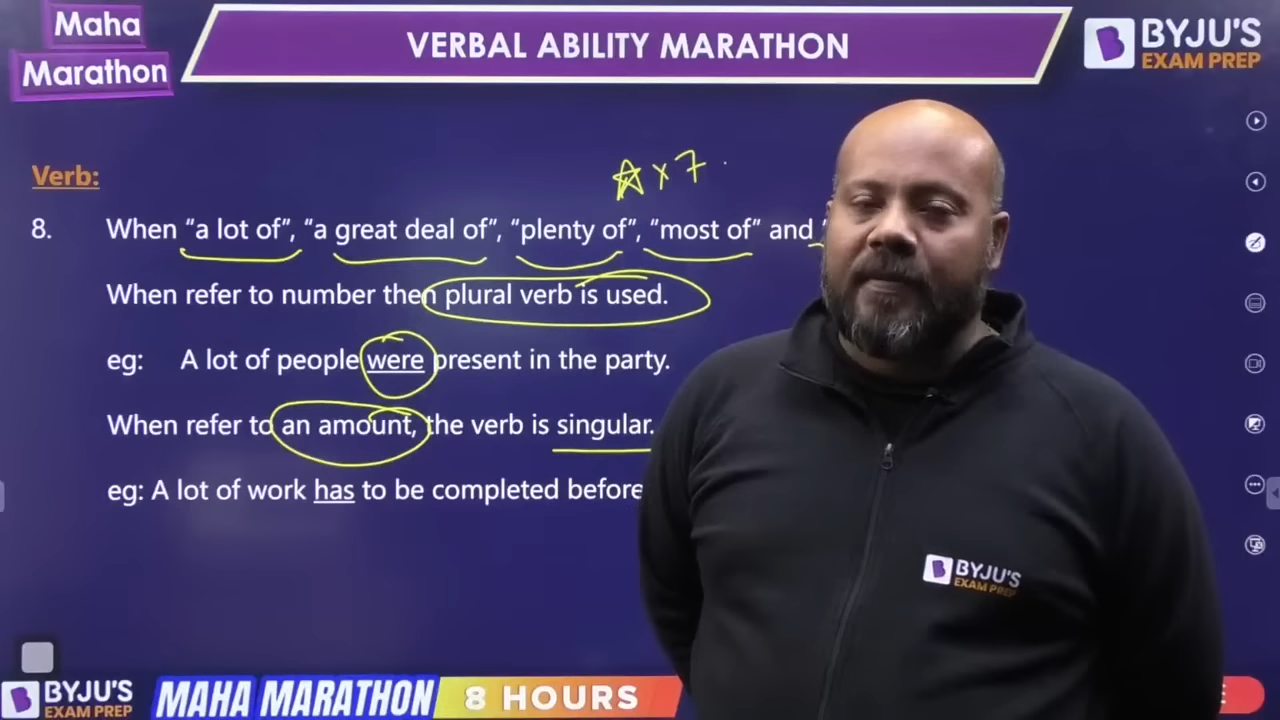 Maha
Marathon
VERBAL ABILITY MARATHON
BYJU'S
EXAM PREP
☆ x 7
Verb:
8. When “a lot of”, “a great deal of”, “plenty of”, “most of” and “
When refer to number then plural verb is used.
eg: A lot of people were present in the party.
When refer to an amount, the verb is singular.
eg: A lot of work has to be completed before
BYJU'S
EXAM PREP
BYJU'S
EXAM PREP
MAHA MARATHON
8 HOURS
E